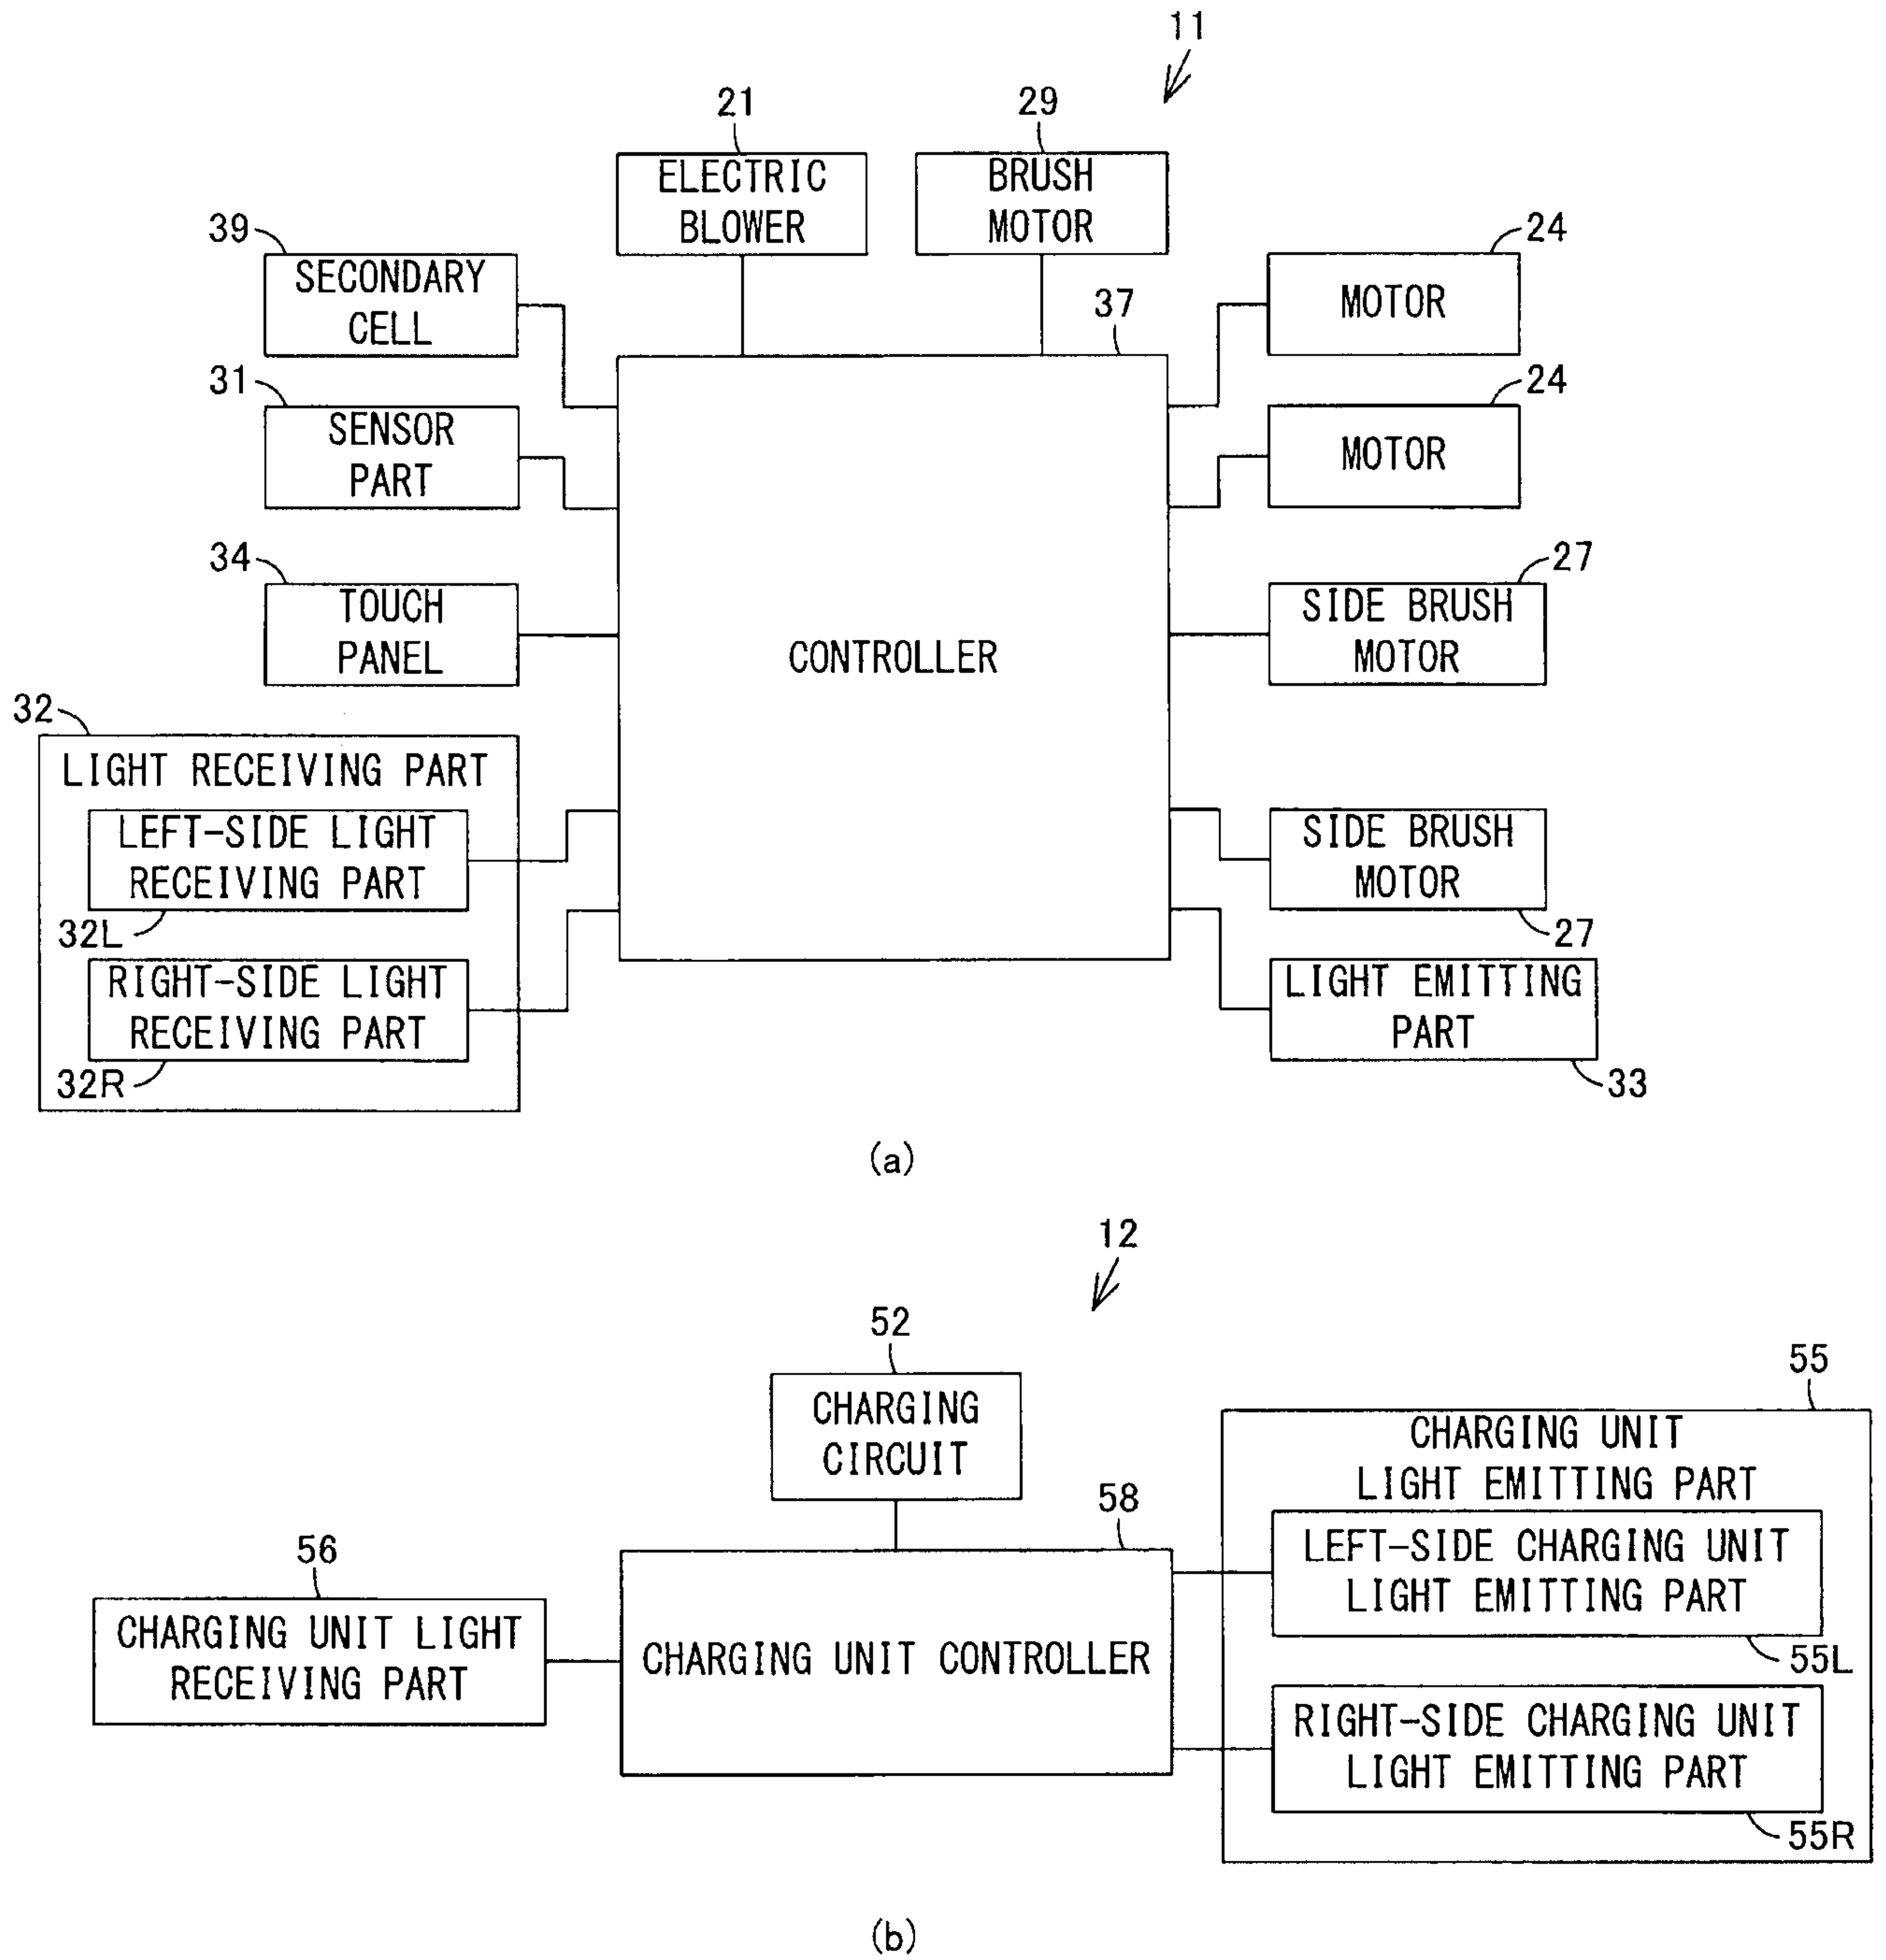 11
21
29
ELECTRIC
BLOWER
BRUSH
MOTOR
39
SECONDARY
CELL
24
MOTOR
37
31
SENSOR
PART
24
MOTOR
34
TOUCH
PANEL
CONTROLLER
27
SIDE BRUSH
MOTOR
32
LIGHT RECEIVING PART
LEFT-SIDE LIGHT
RECEIVING PART
32L
RIGHT-SIDE LIGHT
RECEIVING PART
32R
SIDE BRUSH
MOTOR
27
LIGHT EMITTING
PART
33
(a)
12
52
CHARGING
CIRCUIT
58
56
CHARGING UNIT LIGHT
RECEIVING PART
CHARGING UNIT CONTROLLER
55
CHARGING UNIT
LIGHT EMITTING PART
LEFT-SIDE CHARGING UNIT
LIGHT EMITTING PART
55L
RIGHT-SIDE CHARGING UNIT
LIGHT EMITTING PART
55R
(b)